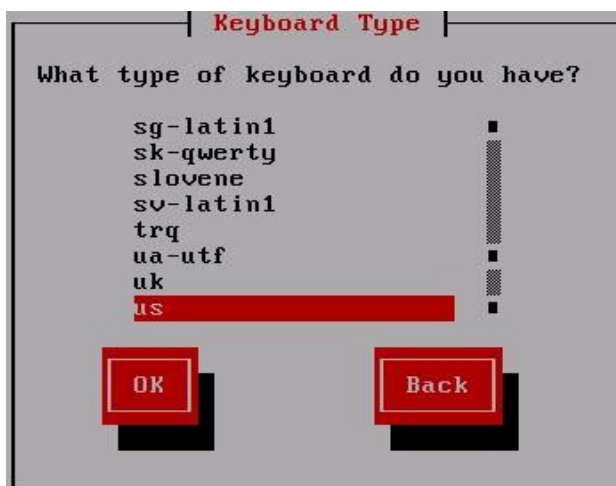 Keyboard Type
What type of keyboard do you have?
sg-latin1
sk-qwerty
slovene
sv-latin1
trq
ua-utf
uk
us
OK
Back